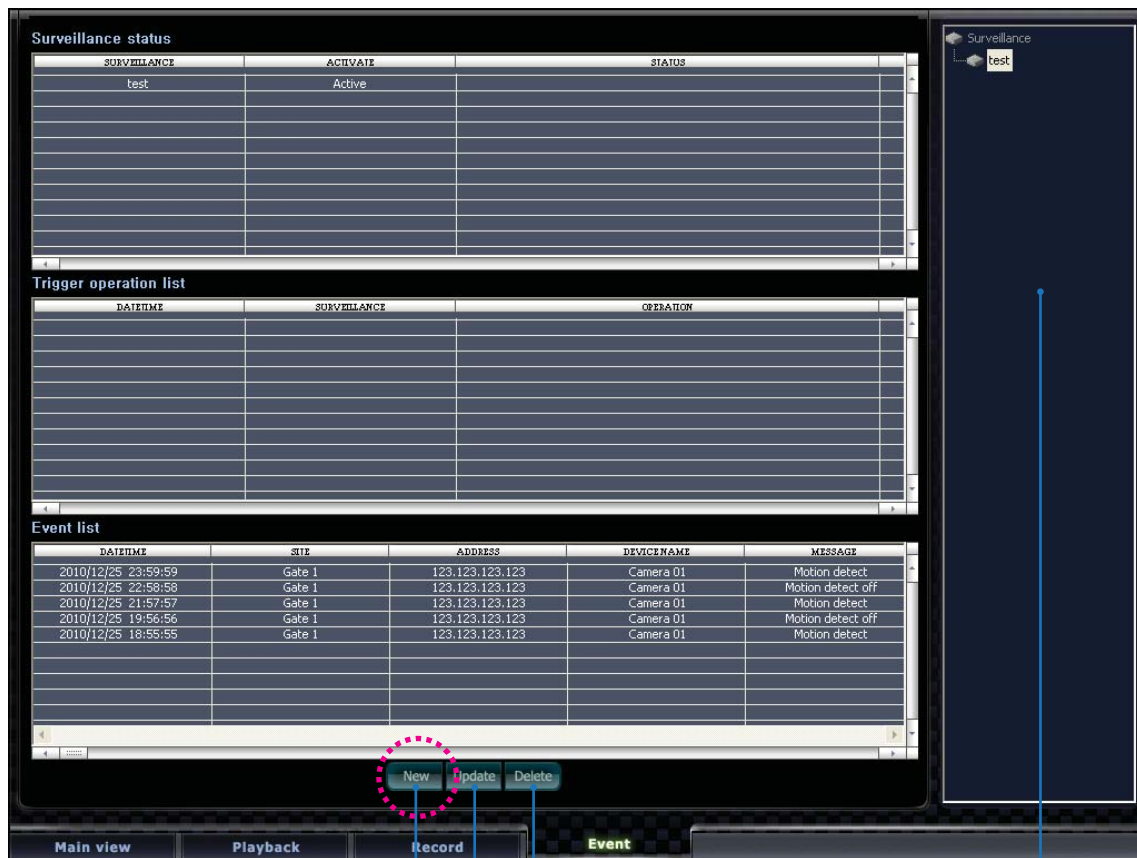 Surveillance status
SURVEILLANCE ACTIVATE STATUS
test Active
Trigger operation list
DATETIME SURVEILLANCE OPERATION
Event list
DATETIME SITE ADDRESS DEVICE NAME MESSAGE
2010/12/25 23:59:59 Gate 1 123.123.123.123 Camera 01 Motion detect
2010/12/25 22:58:58 Gate 1 123.123.123.123 Camera 01 Motion detect off
2010/12/25 21:57:57 Gate 1 123.123.123.123 Camera 01 Motion detect
2010/12/25 19:56:56 Gate 1 123.123.123.123 Camera 01 Motion detect off
2010/12/25 18:55:55 Gate 1 123.123.123.123 Camera 01 Motion detect
New Update Delete
Main view Playback Record Event
Surveillance
test